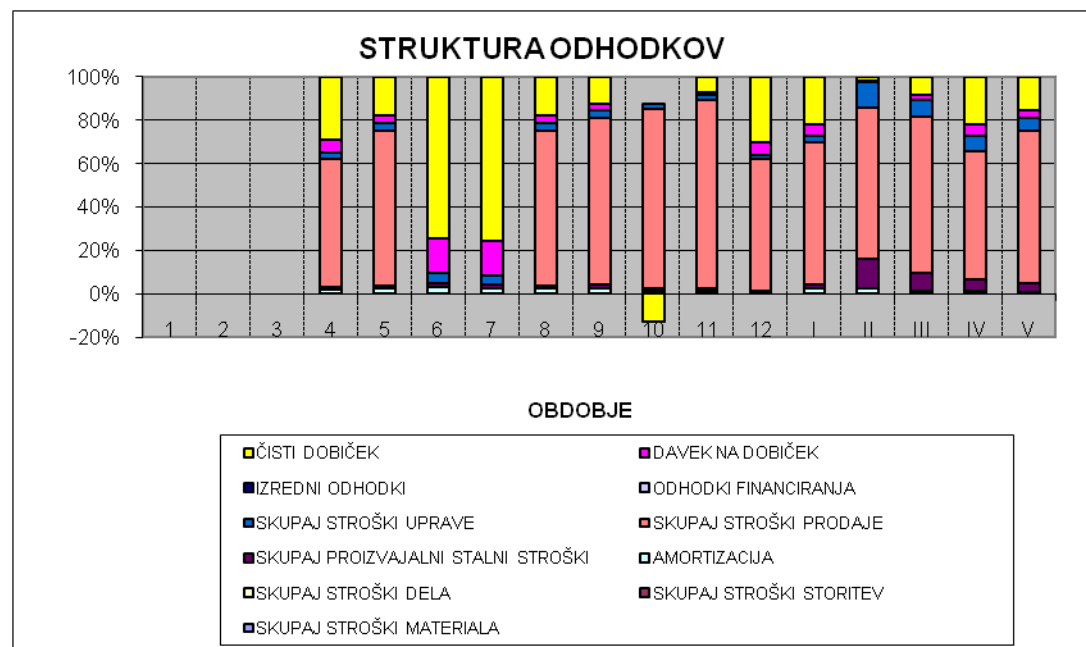 STRUKTURA ODHODKOV
100%
80%
60%
40%
20%
0%
-20%
1 2 3 4 5 6 7 8 9 10 11 12 I II III IV V
OBDOBJE
ČISTI DOBIČEK DAVEK NA DOBIČEK
IZREDNI ODHODKI ODHODKI FINANCIRANJA
SKUPAJ STROŠKI UPRAVE SKUPAJ STROŠKI PRODAJE
SKUPAJ PROIZVAJALNI STALNI STROŠKI AMORTIZACIJA
SKUPAJ STROŠKI DELA SKUPAJ STROŠKI STORITEV
SKUPAJ STROŠKI MATERIALA